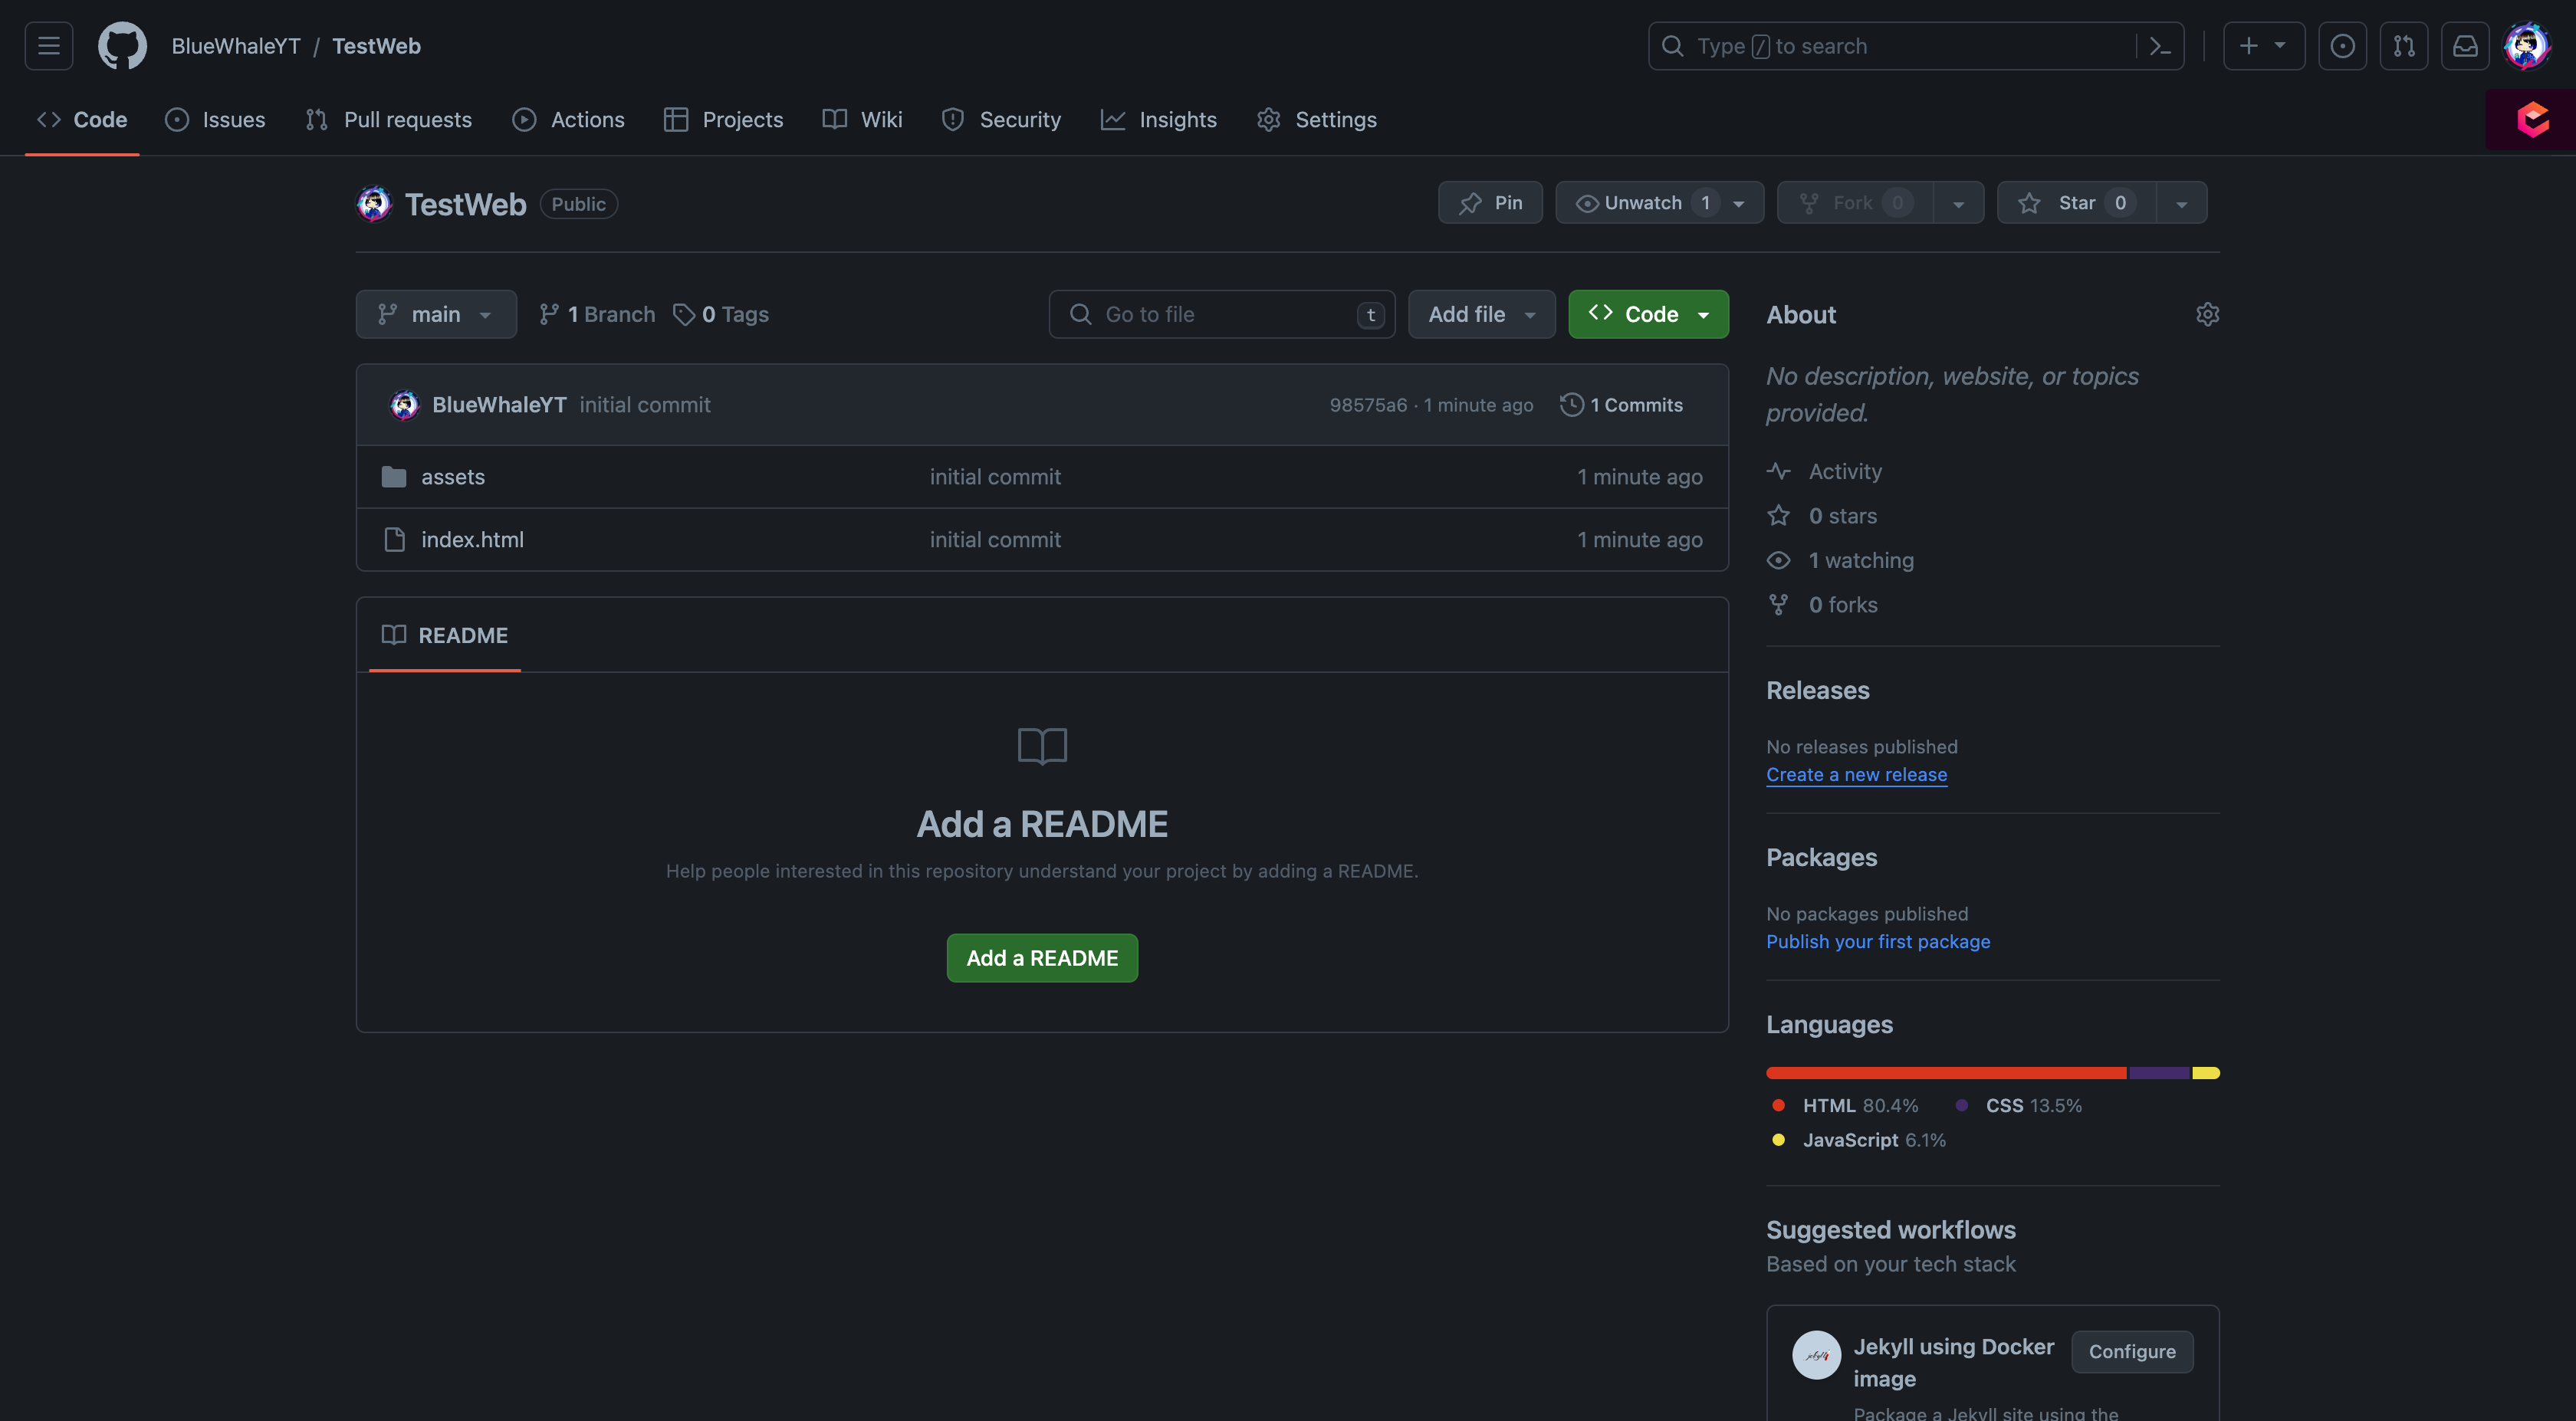 BlueWhaleYT / TestWeb
Type / to search
Code Issues Pull requests Actions Projects Wiki Security Insights Settings
TestWeb Public
Pin Unwatch 1 Fork 0 Star 0
main 1 Branch 0 Tags Go to file t Add file Code
BlueWhaleYT initial commit 98575a6 · 1 minute ago 1 Commits
assets initial commit 1 minute ago
index.html initial commit 1 minute ago
README
Add a README
Help people interested in this repository understand your project by adding a README.
Add a README
About
No description, website, or topics
provided.
Activity
0 stars
1 watching
0 forks
Releases
No releases published
Create a new release
Packages
No packages published
Publish your first package
Languages
HTML 80.4% CSS 13.5%
JavaScript 6.1%
Suggested workflows
Based on your tech stack
jekyll
Jekyll using Docker
image
Configure
Package a Jekyll site using the